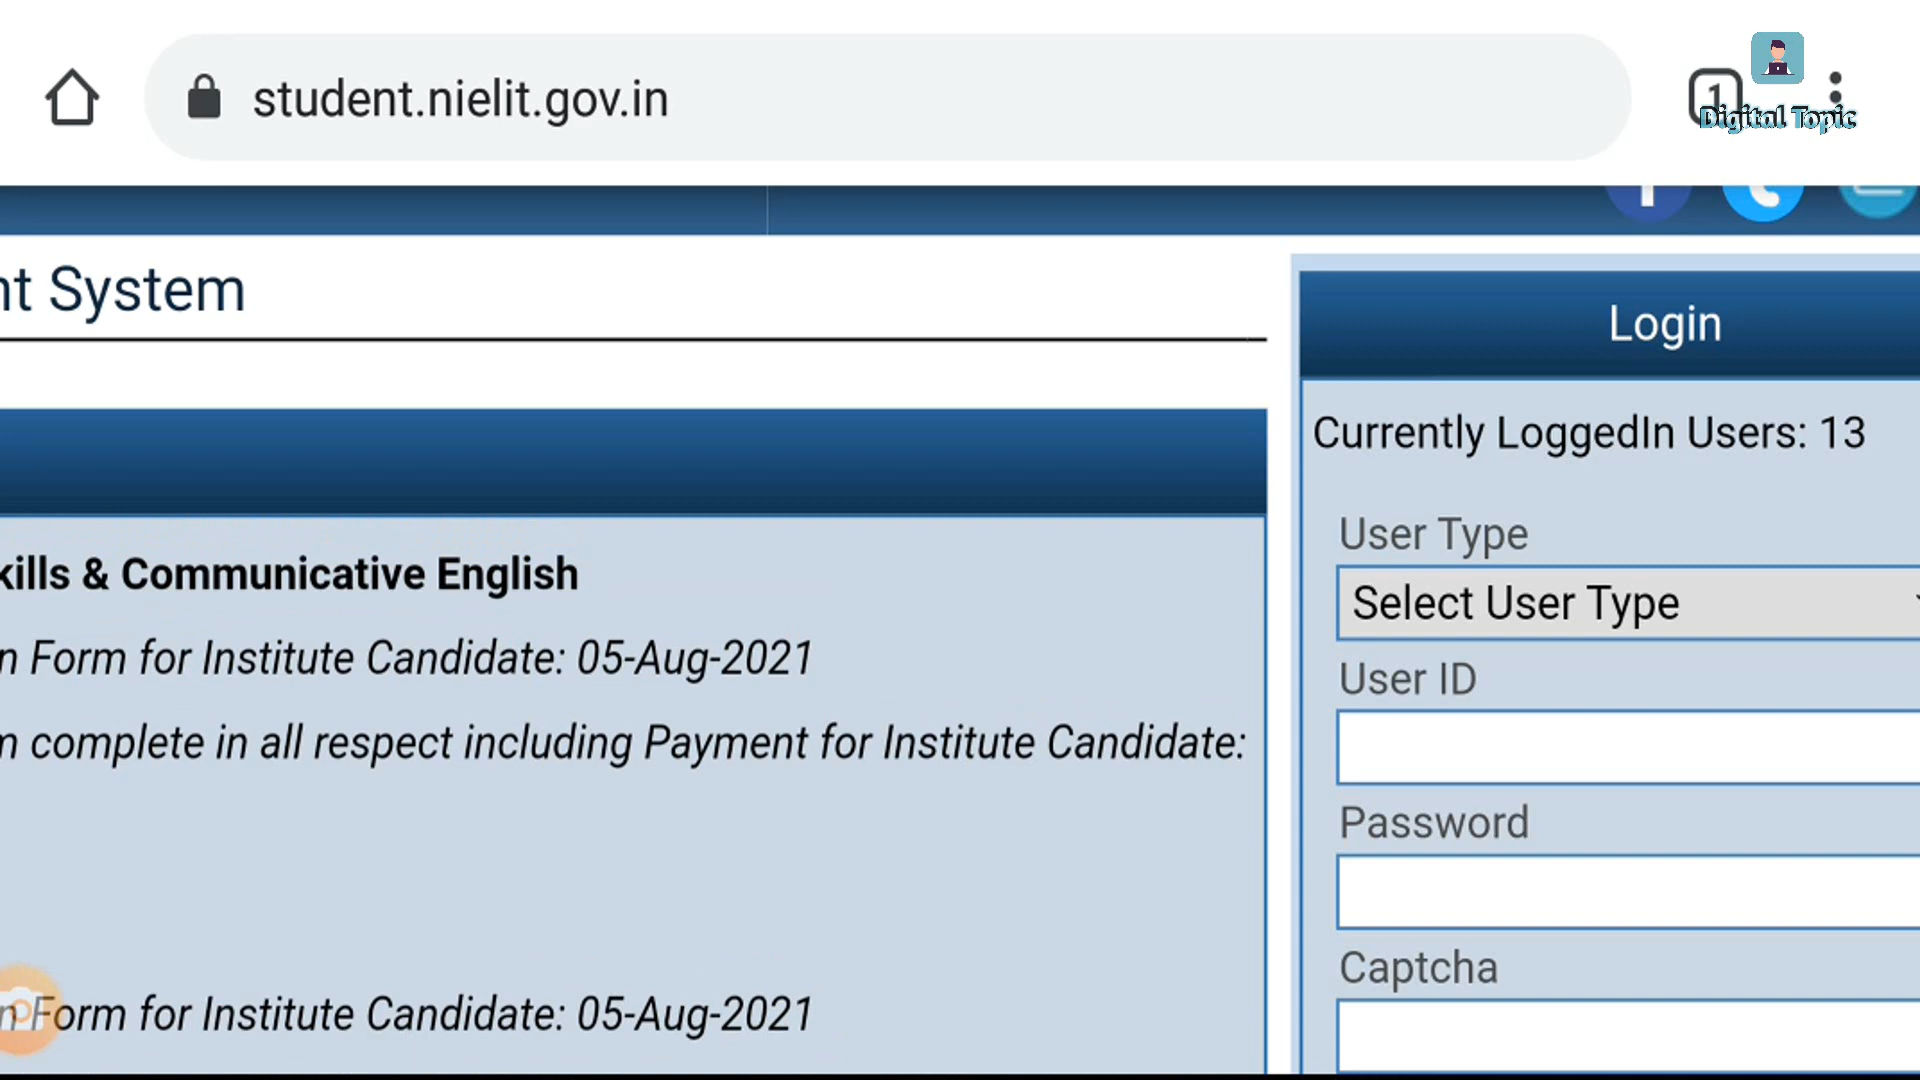 student.nielit.gov.in
1
Digital Topic
nt System
Login
Currently LoggedIn Users: 13
User Type
Select User Type
User ID
Password
Captcha
kills & Communicative English
n Form for Institute Candidate: 05-Aug-2021
m complete in all respect including Payment for Institute Candidate:
n Form for Institute Candidate: 05-Aug-2021